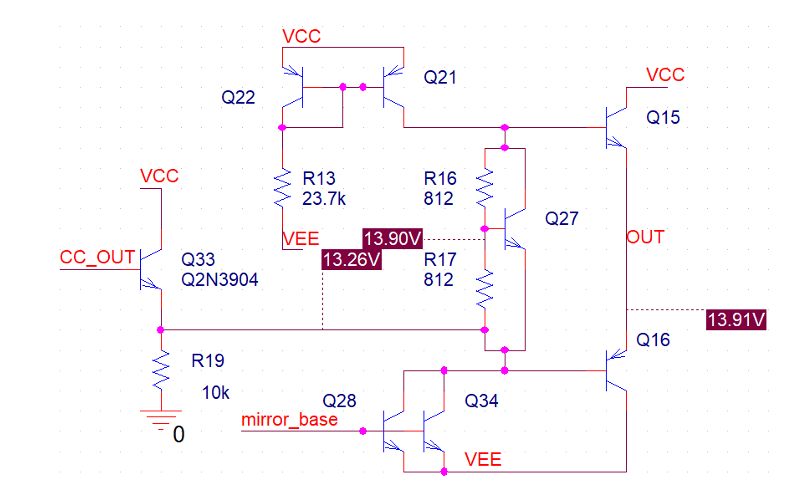 VCC
Q22
Q21
VCC
Q15
VCC
R13
23.7k
R16
812
Q27
VEE
13.90V
OUT
CC_OUT
Q33
Q2N3904
13.26V
R17
812
13.91V
Q16
R19
10k
Q28
Q34
mirror_base
0
VEE